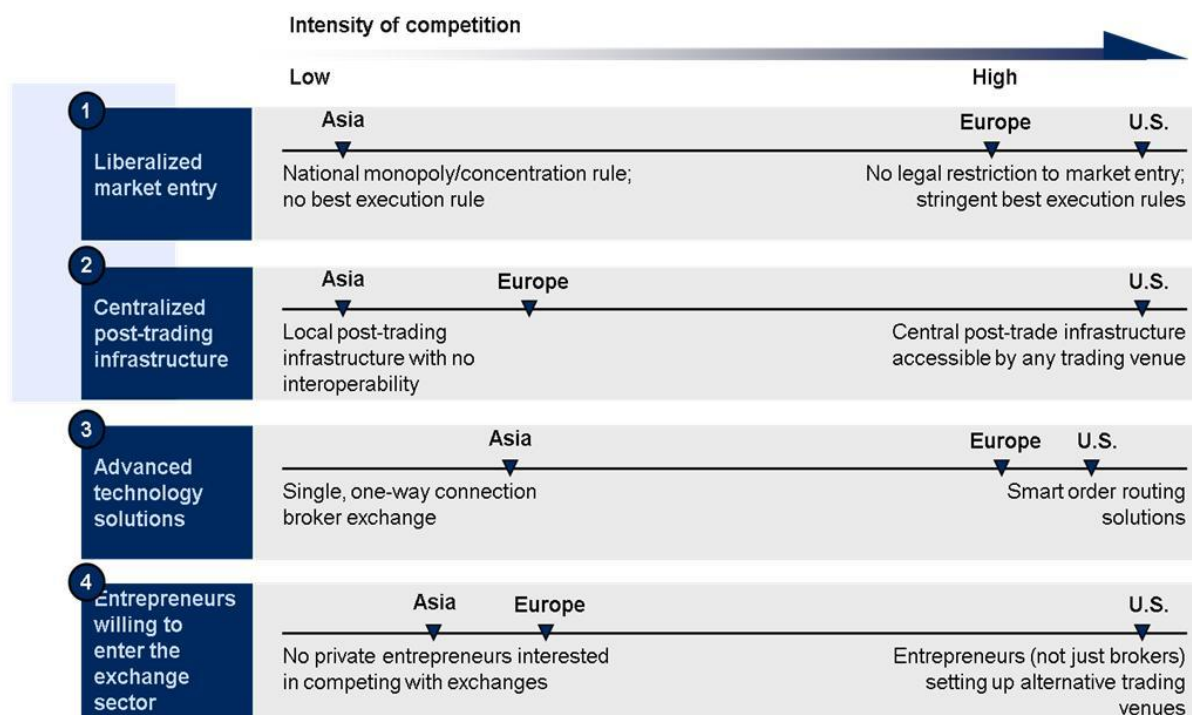 Intensity of competition
Low
High
1
Liberalized
market entry
Asia
Europe
U.S.
National monopoly/concentration rule;
no best execution rule
No legal restriction to market entry;
stringent best execution rules
2
Centralized
post-trading
infrastructure
Asia
Europe
U.S.
Local post-trading
infrastructure with no
interoperability
Central post-trade infrastructure
accessible by any trading venue
3
Advanced
technology
solutions
Asia
Europe
U.S.
Single, one-way connection
broker exchange
Smart order routing
solutions
4
Entrepreneurs
willing to
enter the
exchange
sector
Asia
Europe
U.S.
No private entrepreneurs interested
in competing with exchanges
Entrepreneurs (not just brokers)
setting up alternative trading
venues